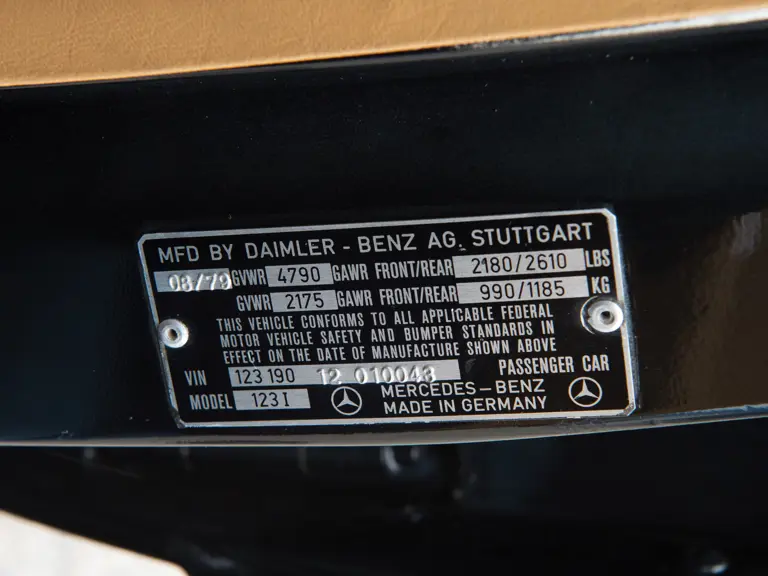 MFD BY DAIMLER - BENZ AG. STUTTGART
08/79 GVWR 4790 GAWR FRONT/REAR 2180/2610 LBS
GVWR 2175 GAWR FRONT/REAR 990/1185 KG
THIS VEHICLE CONFORMS TO ALL APPLICABLE FEDERAL
MOTOR VEHICLE SAFETY AND BUMPER STANDARDS IN
EFFECT ON THE DATE OF MANUFACTURE SHOWN ABOVE
VIN 123 190 12 010043 PASSENGER CAR
MODEL 123 I MERCEDES-BENZ
MADE IN GERMANY